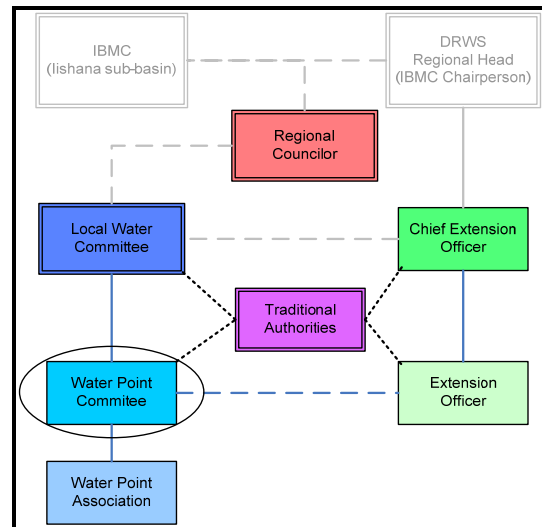 IBMC
(Iishana sub-basin)
DRWS
Regional Head
(IBMC Chairperson)
Regional
Councilor
Local Water
Committee
Chief Extension
Officer
Traditional
Authorities
Water Point
Commitee
Extension
Officer
Water Point
Association